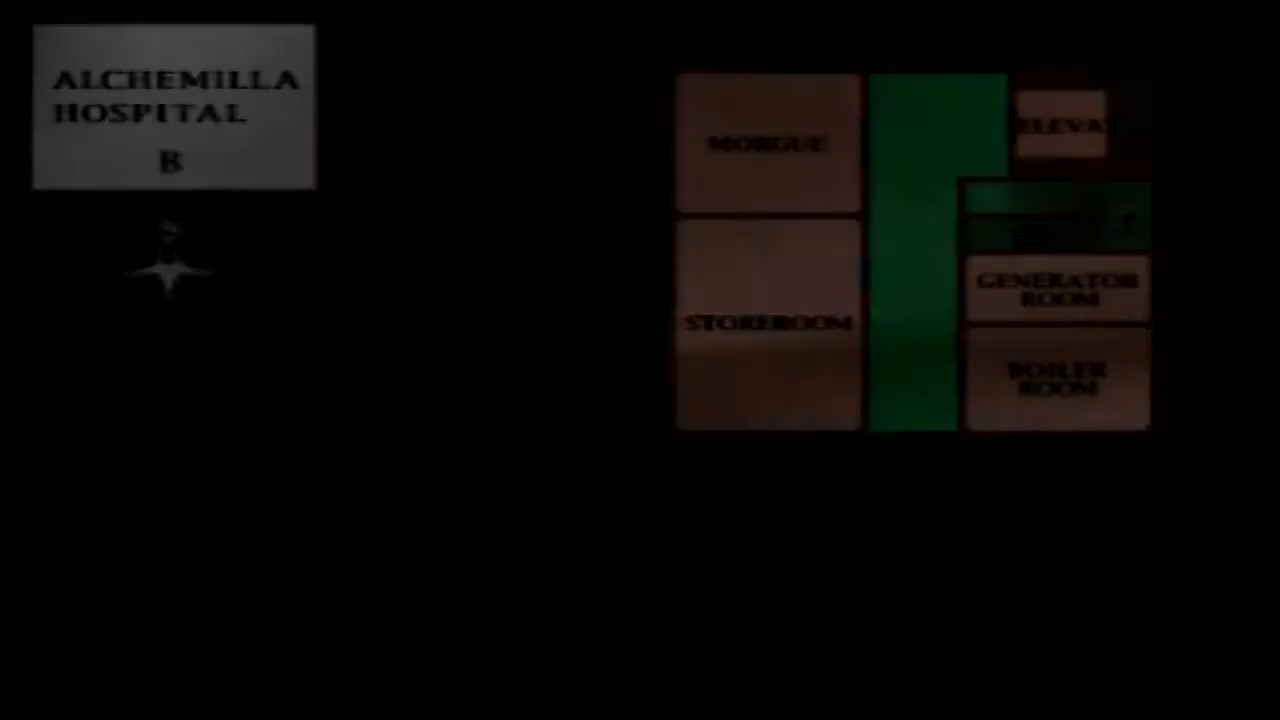 ALCHEMILLA
HOSPITAL
B
MORGUE
ELEVA
STOREROOM
GENERATOR
ROOM
BOILER
ROOM